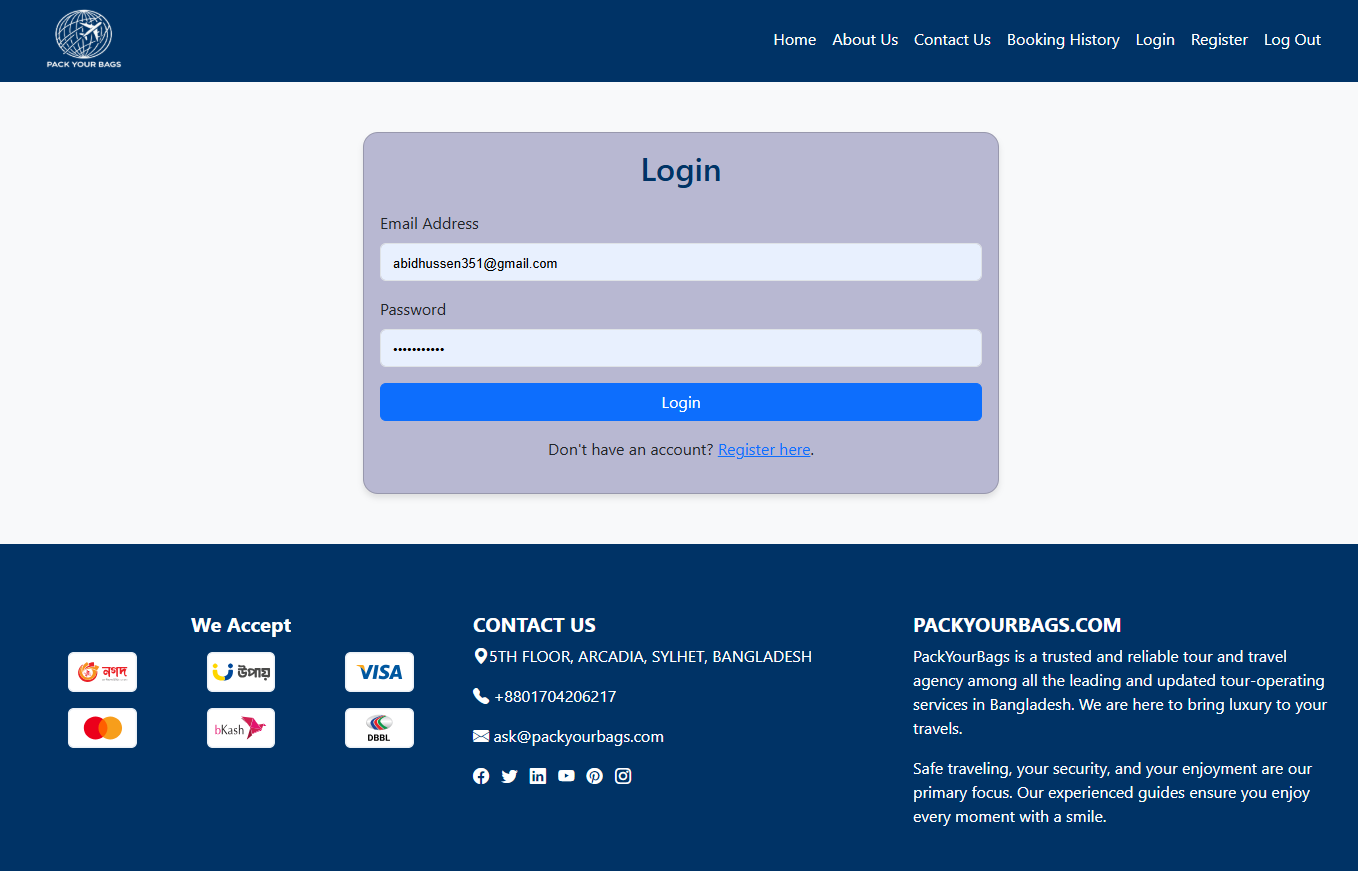 PACK YOUR BAGS
Home About Us Contact Us Booking History Login Register Log Out
Login
Email Address
abidhussen351@gmail.com
Password
•••••••••••
Login
Don't have an account? Register here.
We Accept
নগদ
উপায়
VISA
bKash
DBBL
CONTACT US
5TH FLOOR, ARCADIA, SYLHET, BANGLADESH
+8801704206217
ask@packyourbags.com
PACKYOURBAGS.COM
PackYourBags is a trusted and reliable tour and travel
agency among all the leading and updated tour-operating
services in Bangladesh. We are here to bring luxury to your
travels.
Safe traveling, your security, and your enjoyment are our
primary focus. Our experienced guides ensure you enjoy
every moment with a smile.